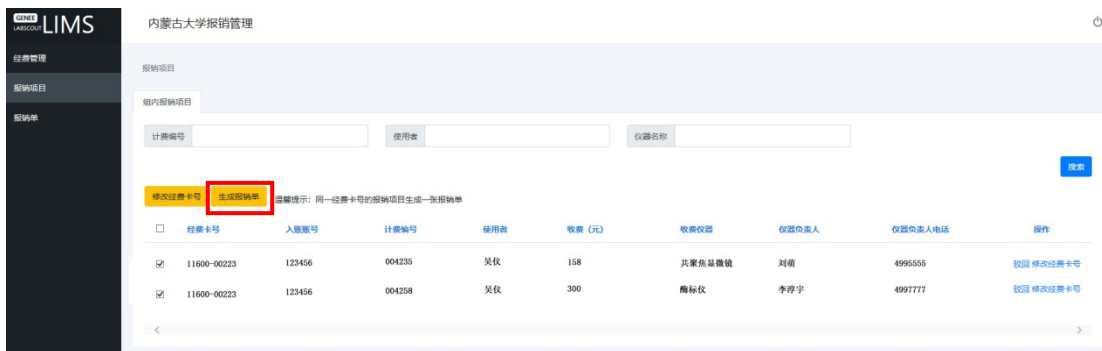 GENEE LABSCOUT LIMS
内蒙古大学报销管理
经费管理
报销项目
报销单
报销项目
组内报销项目
计费编号 使用者 仪器名称
搜索
修改经费卡号 生成报销单 温馨提示：同一经费卡号的报销项目生成一张报销单
经费卡号 入账账号 计费编号 使用者 收费（元） 收费仪器 仪器负责人 仪器负责人电话 操作
11600-00223 123456 004235 吴仪 158 共聚焦显微镜 刘萌 4995555 驳回 修改经费卡号
11600-00223 123456 004258 吴仪 300 酶标仪 李淳宇 4997777 驳回 修改经费卡号